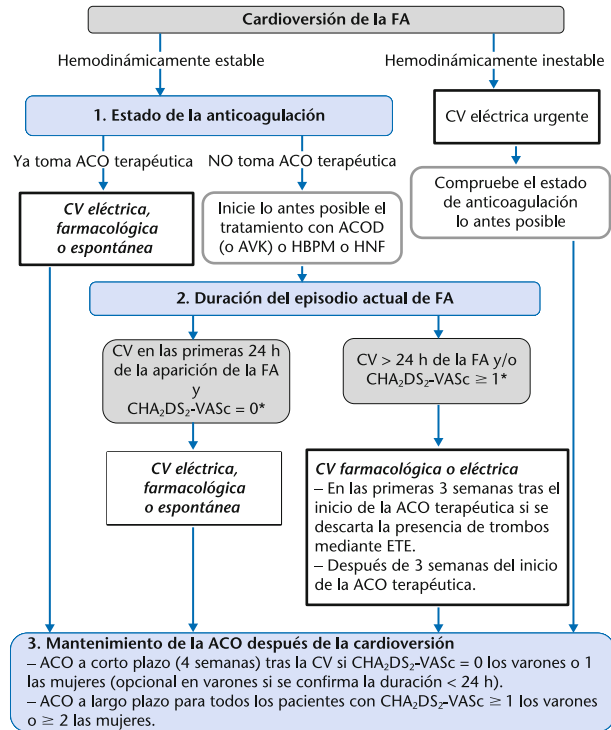 Cardioversión de la FA
Hemodinámicamente estable
Hemodinámicamente inestable
1. Estado de la anticoagulación
CV eléctrica urgente
Ya toma ACO terapéutica
NO toma ACO terapéutica
CV eléctrica,
farmacológica
o espontánea
Inicie lo antes posible el
tratamiento con ACOD
(o AVK) o HBPM o HNF
Compruebe el estado
de anticoagulación
lo antes posible
2. Duración del episodio actual de FA
CV en las primeras 24 h
de la aparición de la FA
y
CHA₂DS₂-VASc = 0*
CV > 24 h de la FA y/o
CHA₂DS₂-VASc ≥ 1*
CV eléctrica,
farmacológica
o espontánea
CV farmacológica o eléctrica
– En las primeras 3 semanas tras el
inicio de la ACO terapéutica si se
descarta la presencia de trombos
mediante ETE.
– Después de 3 semanas del inicio
de la ACO terapéutica.
3. Mantenimiento de la ACO después de la cardioversión
– ACO a corto plazo (4 semanas) tras la CV si CHA₂DS₂-VASc = 0 los varones o 1
las mujeres (opcional en varones si se confirma la duración < 24 h).
– ACO a largo plazo para todos los pacientes con CHA₂DS₂-VASc ≥ 1 los varones
o ≥ 2 las mujeres.